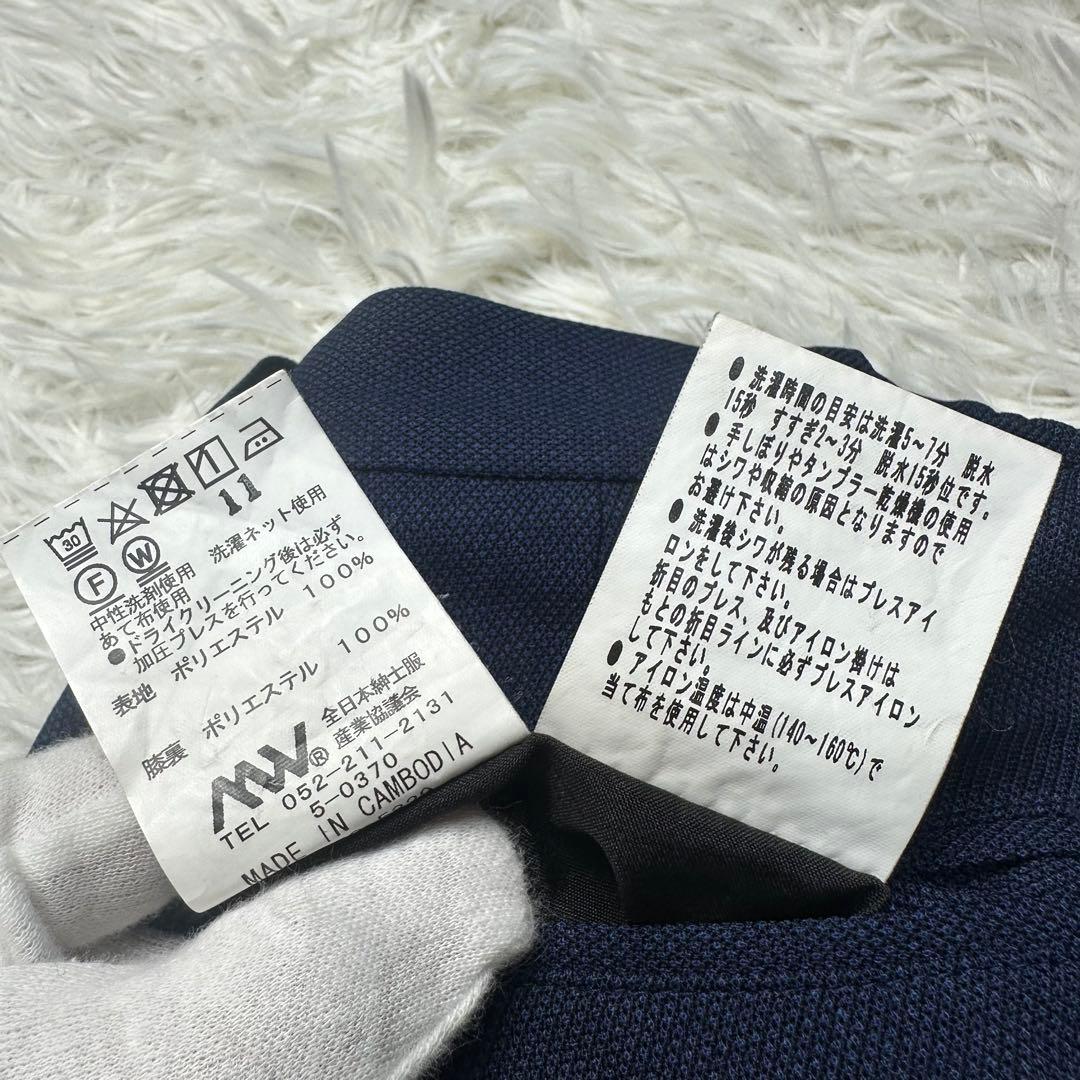 30
F
W
11
中性洗剤使用 洗濯ネット使用
あて布使用
●ドライクリーニング後は必ず
加圧プレスを行ってください。
表地 ポリエステル 100%
膝裏 ポリエステル 100%
AMW® 全日本紳士服
産業協議会
TEL 052-211-2131
5-0370
MADE IN CAMBODIA
● 洗濯時間の目安は洗濯5~7分 脱水
15秒 すすぎ2~3分 脱水15秒位です。
● 手しぼりやタンブラー乾燥機の使用
はシワや収縮の原因となりますので
お避け下さい。
● 洗濯後シワが残る場合はプレスアイ
ロンをして下さい。
折目のプレス、及びアイロン掛けは
もとの折目ラインに必ずプレスアイロン
して下さい。
● アイロン温度は中温(140~160℃)で
当て布を使用して下さい。